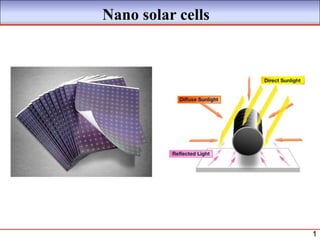 Nano solar cells
Direct Sunlight
Diffuse Sunlight
Reflected Light
1